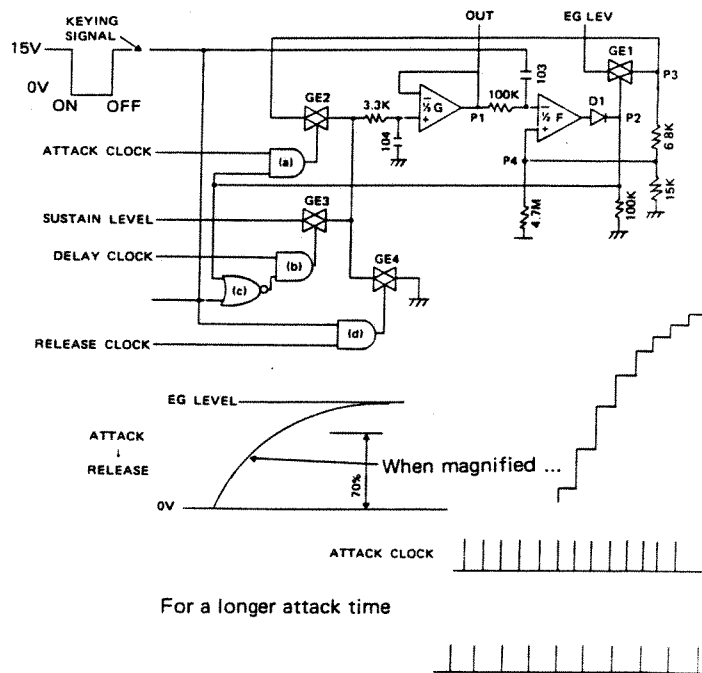 KEYING
SIGNAL
15V
0V
ON OFF
OUT
EG LEV
GE1
P3
103
GE2
3.3K
½ G
P1
100K
½ F
D1
P2
6.8K
104
P4
ATTACK CLOCK
(a)
15K
4.7M
100K
GE3
SUSTAIN LEVEL
DELAY CLOCK
(b)
GE4
(c)
(d)
RELEASE CLOCK
EG LEVEL
ATTACK
↓
RELEASE
When magnified ...
70%
0V
ATTACK CLOCK
For a longer attack time